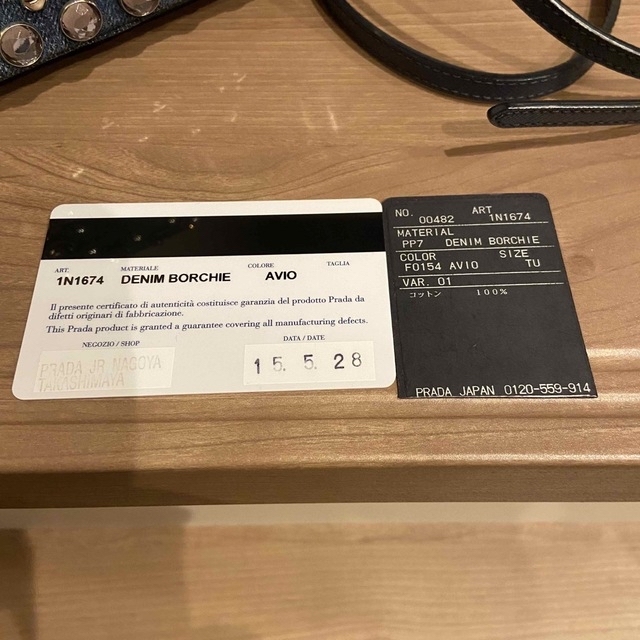 ART. MATERIALE COLORE TAGLIA
1N1674 DENIM BORCHIE AVIO
Il presente certificato di autenticità costituisce garanzia del prodotto Prada da
difetti originari di fabbricazione.
This Prada product is granted a guarantee covering all manufacturing defects.
NEGOZIO / SHOP DATA / DATE
PRADA JR NAGOYA
TAKASHIMAYA
15. 5. 28
NO. 00482 ART 1N1674
MATERIAL
PP7 DENIM BORCHIE
COLOR SIZE
F0154 AVIO TU
VAR. 01
コットン 100%
PRADA JAPAN 0120-559-914